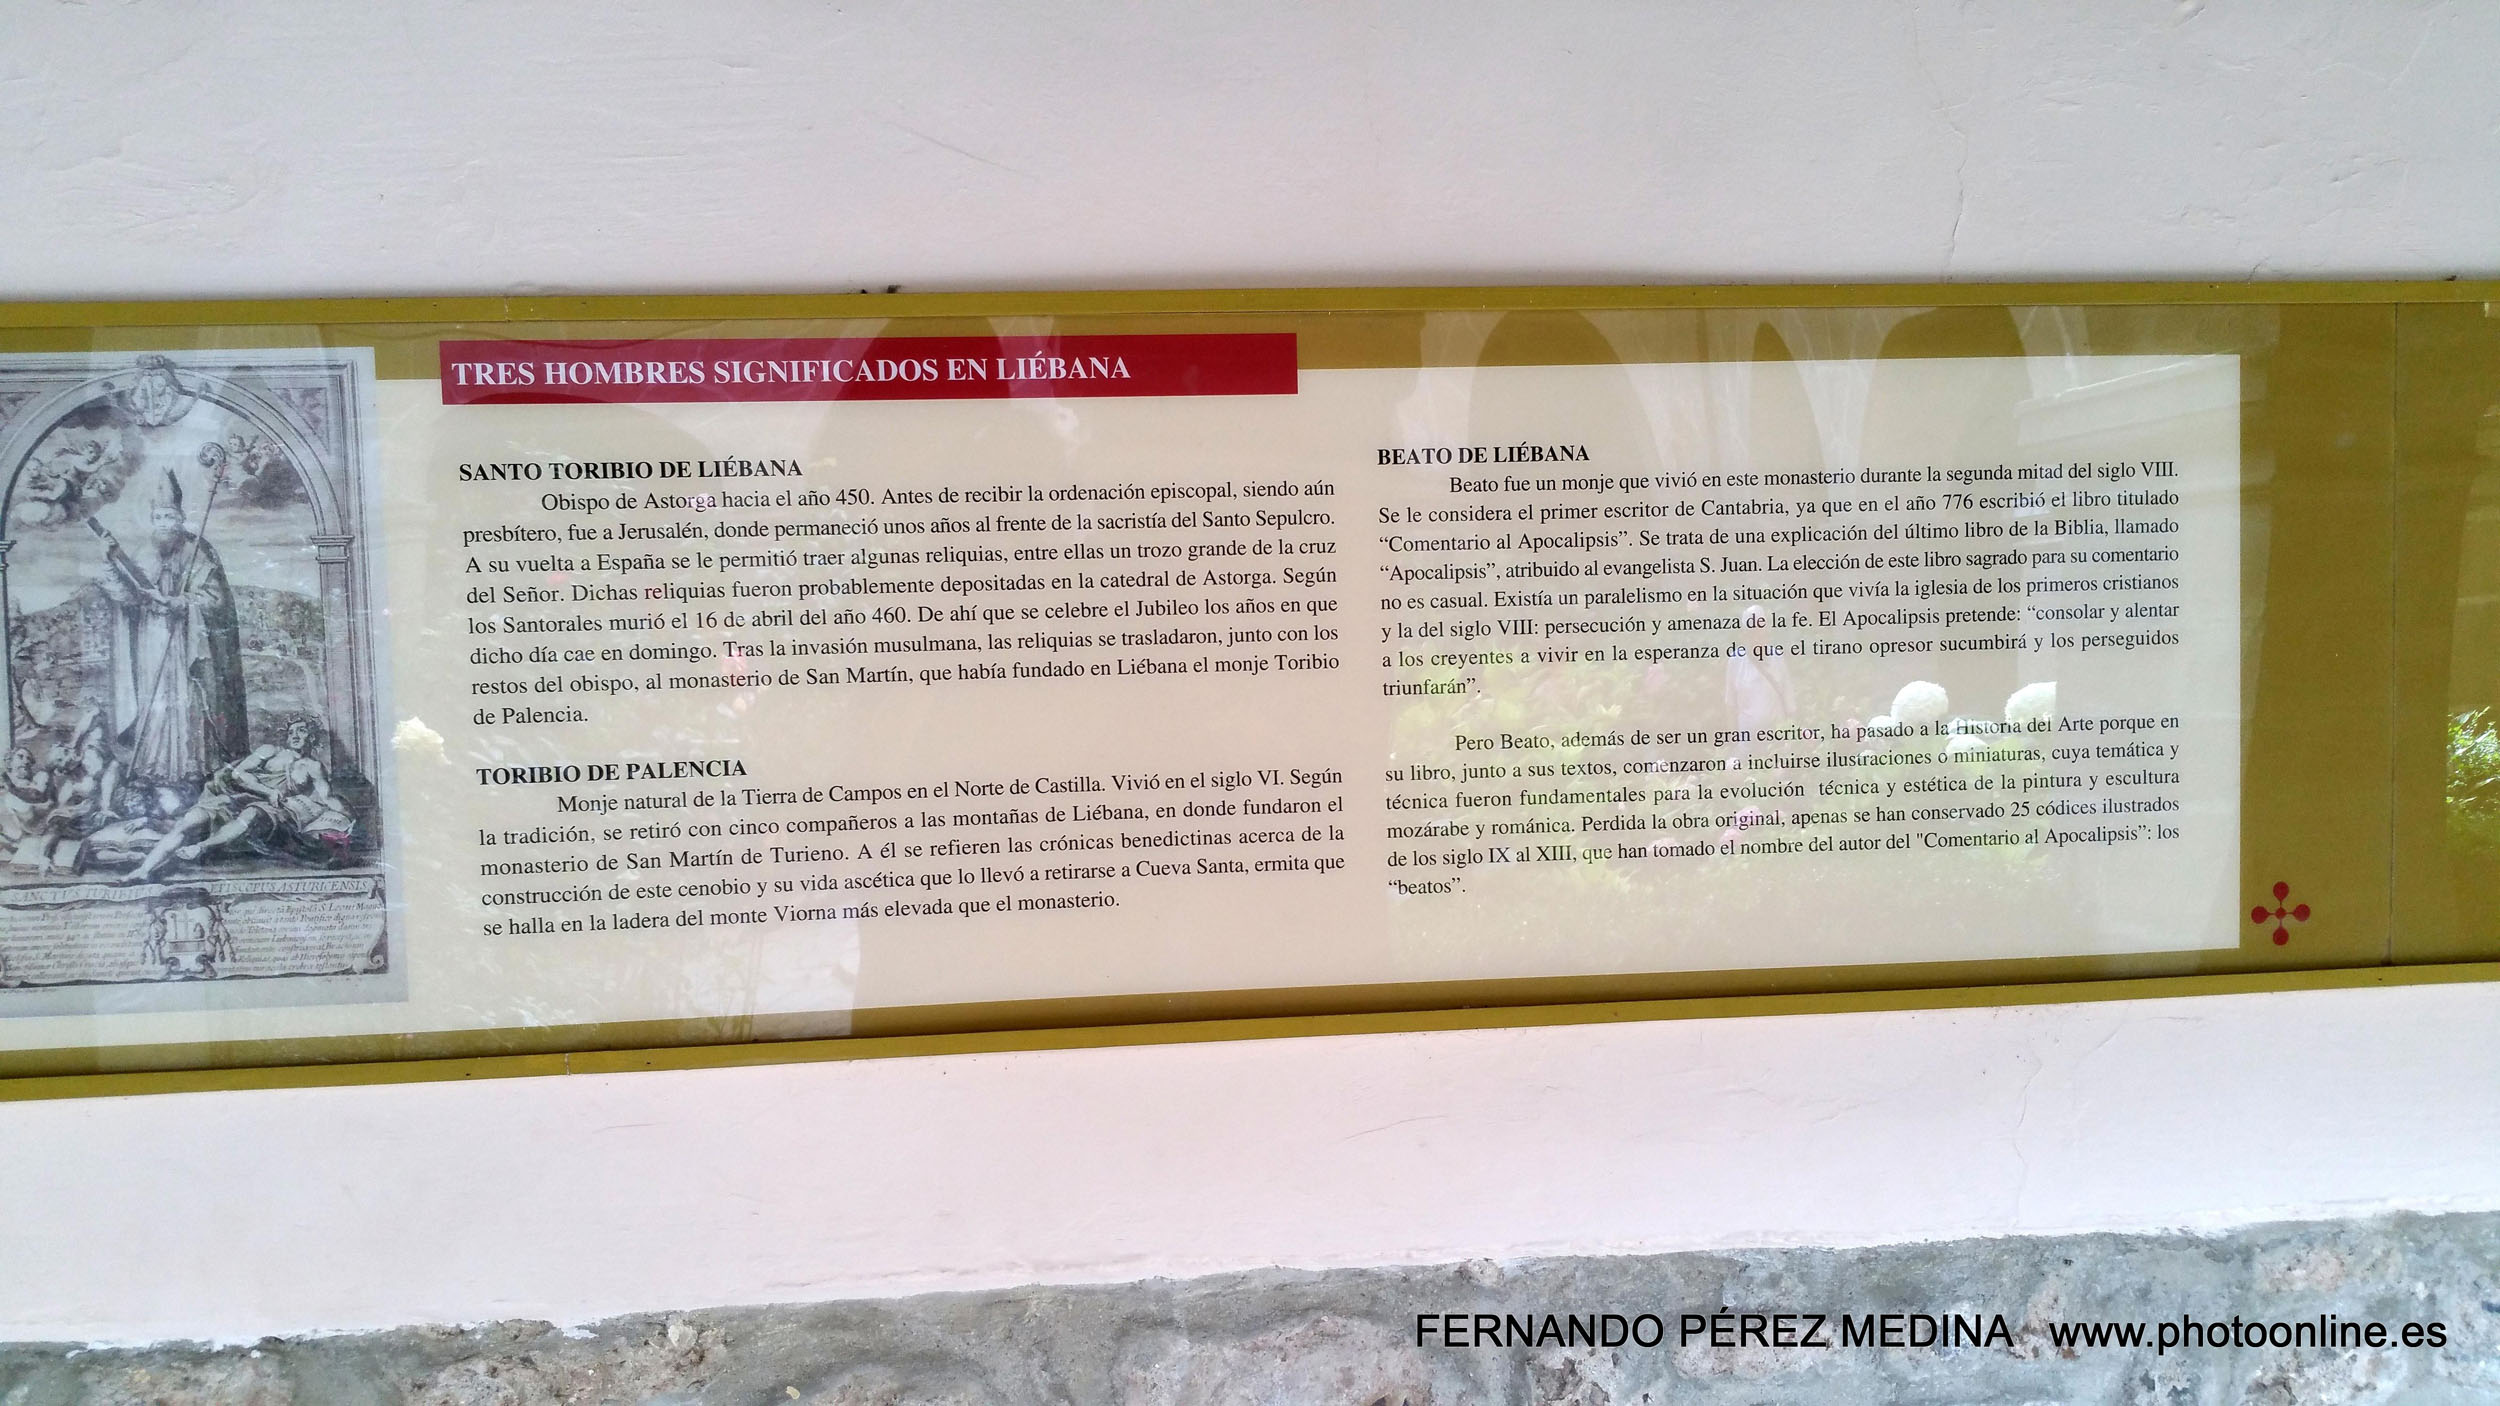 TRES HOMBRES SIGNIFICADOS EN LIÉBANA
SANTO TORIBIO DE LIÉBANA
Obispo de Astorga hacia el año 450. Antes de recibir la ordenación episcopal, siendo aún
presbítero, fue a Jerusalén, donde permaneció unos años al frente de la sacristía del Santo Sepulcro.
A su vuelta a España se le permitió traer algunas reliquias, entre ellas un trozo grande de la cruz
del Señor. Dichas reliquias fueron probablemente depositadas en la catedral de Astorga. Según
los Santorales murió el 16 de abril del año 460. De ahí que se celebre el Jubileo los años en que
dicho día cae en domingo. Tras la invasión musulmana, las reliquias se trasladaron, junto con los
restos del obispo, al monasterio de San Martín, que había fundado en Liébana el monje Toribio
de Palencia.
TORIBIO DE PALENCIA
Monje natural de la Tierra de Campos en el Norte de Castilla. Vivió en el siglo VI. Según
la tradición, se retiró con cinco compañeros a las montañas de Liébana, en donde fundaron el
monasterio de San Martín de Turieno. A él se refieren las crónicas benedictinas acerca de la
construcción de este cenobio y su vida ascética que lo llevó a retirarse a Cueva Santa, ermita que
se halla en la ladera del monte Viorna más elevada que el monasterio.
BEATO DE LIÉBANA
Beato fue un monje que vivió en este monasterio durante la segunda mitad del siglo VIII.
Se le considera el primer escritor de Cantabria, ya que en el año 776 escribió el libro titulado
“Comentario al Apocalipsis”. Se trata de una explicación del último libro de la Biblia, llamado
“Apocalipsis”, atribuido al evangelista S. Juan. La elección de este libro sagrado para su comentario
no es casual. Existía un paralelismo en la situación que vivía la iglesia de los primeros cristianos
y la del siglo VIII: persecución y amenaza de la fe. El Apocalipsis pretende: “consolar y alentar
a los creyentes a vivir en la esperanza de que el tirano opresor sucumbirá y los perseguidos
triunfarán”.
Pero Beato, además de ser un gran escritor, ha pasado a la Historia del Arte porque en
su libro, junto a sus textos, comenzaron a incluirse ilustraciones o miniaturas, cuya temática y
técnica fueron fundamentales para la evolución técnica y estética de la pintura y escultura
mozárabe y románica. Perdida la obra original, apenas se han conservado 25 códices ilustrados
de los siglo IX al XIII, que han tomado el nombre del autor del "Comentario al Apocalipsis”: los
“beatos”.
SANCTUS EPISCOPUS ASTURICENSIS
FERNANDO PÉREZ MEDINA www.photoonline.es